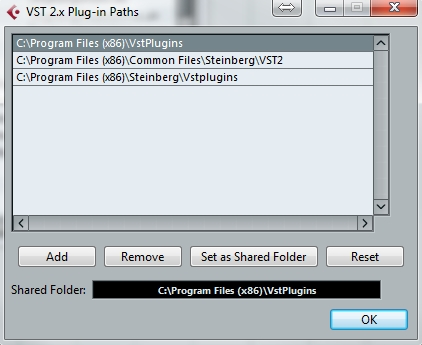 VST 2.x Plug-in Paths
C:\Program Files (x86)\VstPlugins
C:\Program Files (x86)\Common Files\Steinberg\VST2
C:\Program Files (x86)\Steinberg\Vstplugins
Add Remove Set as Shared Folder Reset
Shared Folder: C:\Program Files (x86)\VstPlugins
OK